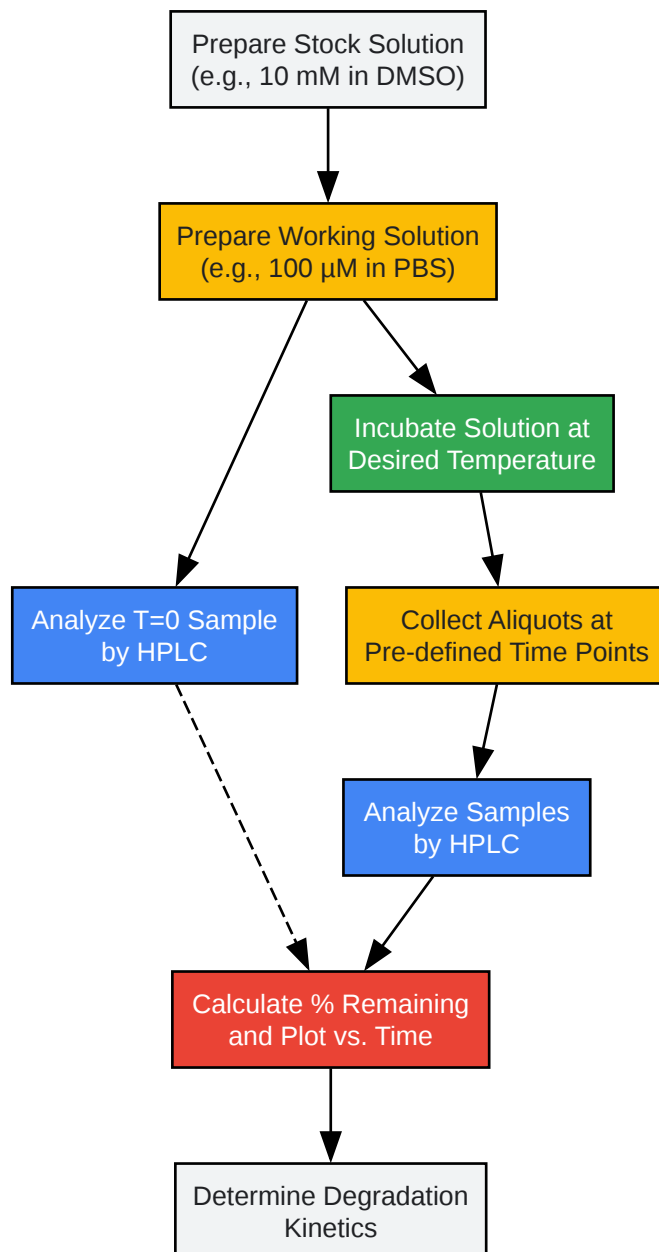 Prepare Stock Solution
(e.g., 10 mM in DMSO)
Prepare Working Solution
(e.g., 100 µM in PBS)
Incubate Solution at
Desired Temperature
Analyze T=0 Sample
by HPLC
Collect Aliquots at
Pre-defined Time Points
Analyze Samples
by HPLC
Calculate % Remaining
and Plot vs. Time
Determine Degradation
Kinetics